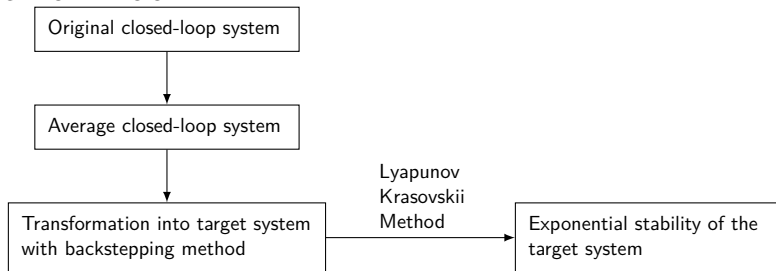 Original closed-loop system
Average closed-loop system
Lyapunov
Krasovskii
Method
Transformation into target system
with backstepping method
Exponential stability of the
target system